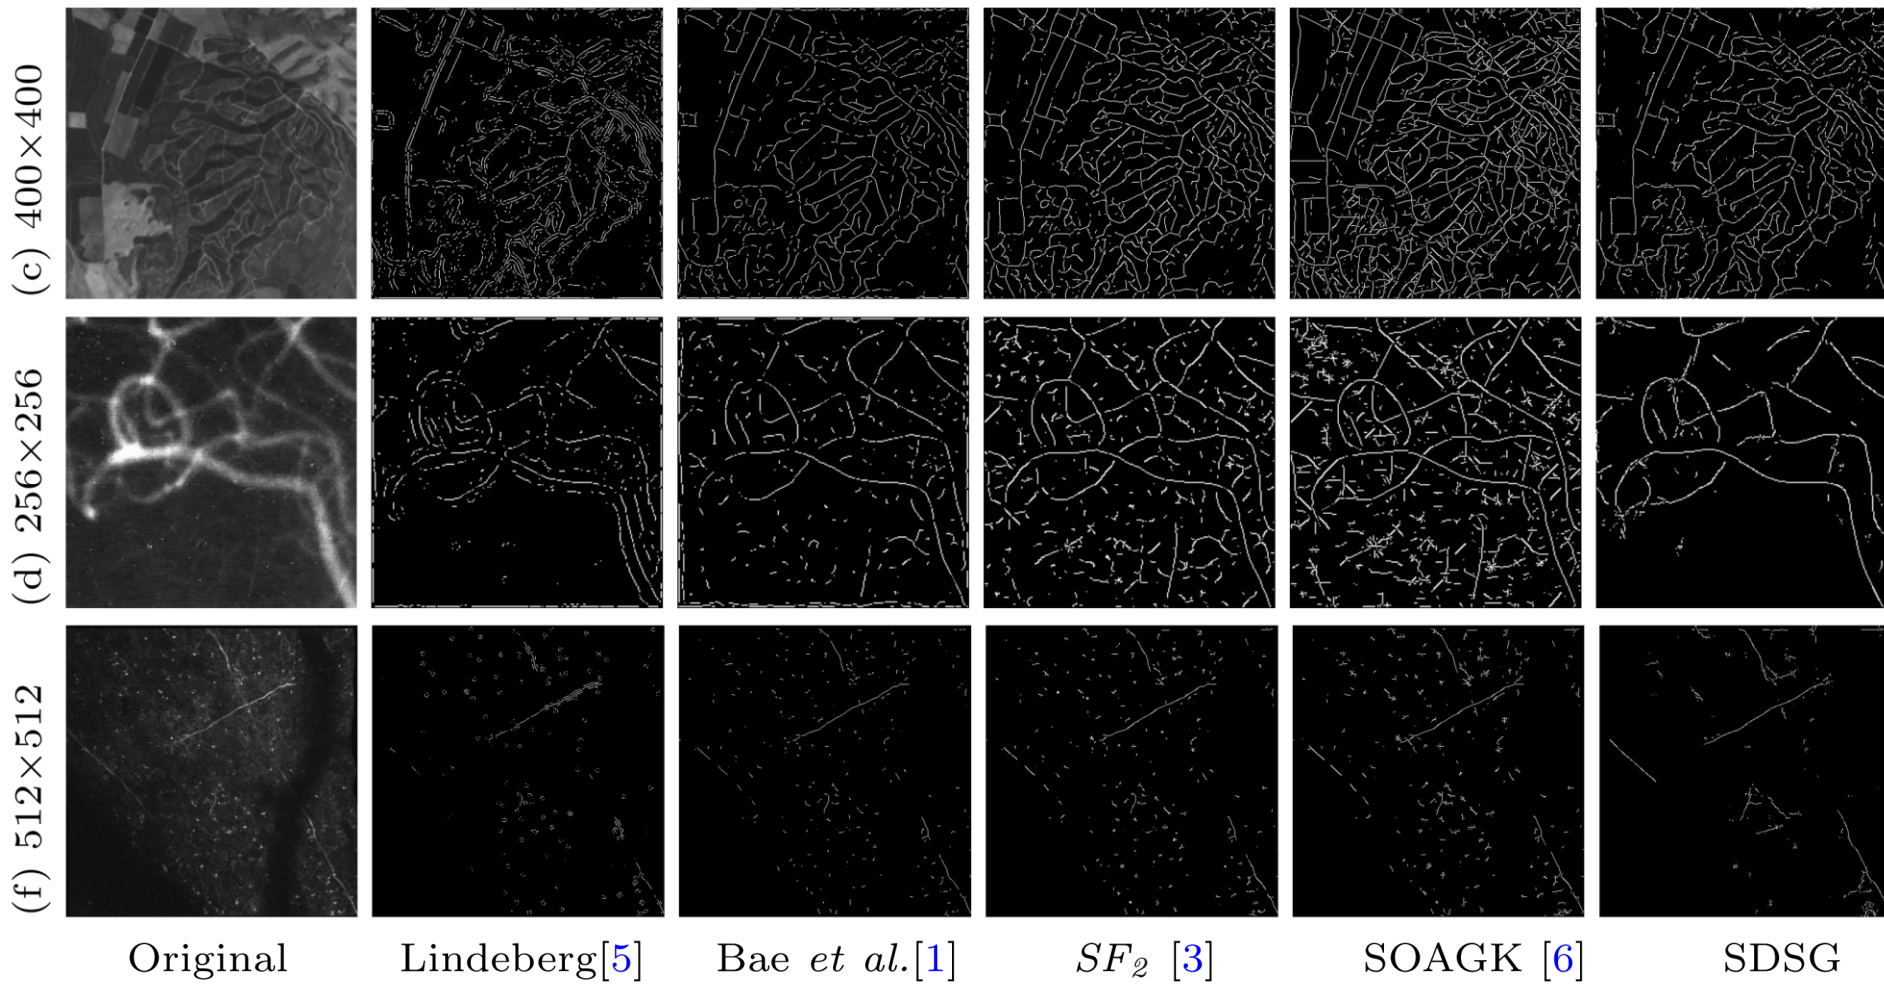 (c) 400×400
(d) 256×256
(f) 512×512
Original Lindeberg[5] Bae et al.[1] SF₂ [3] SOAGK [6] SDSG